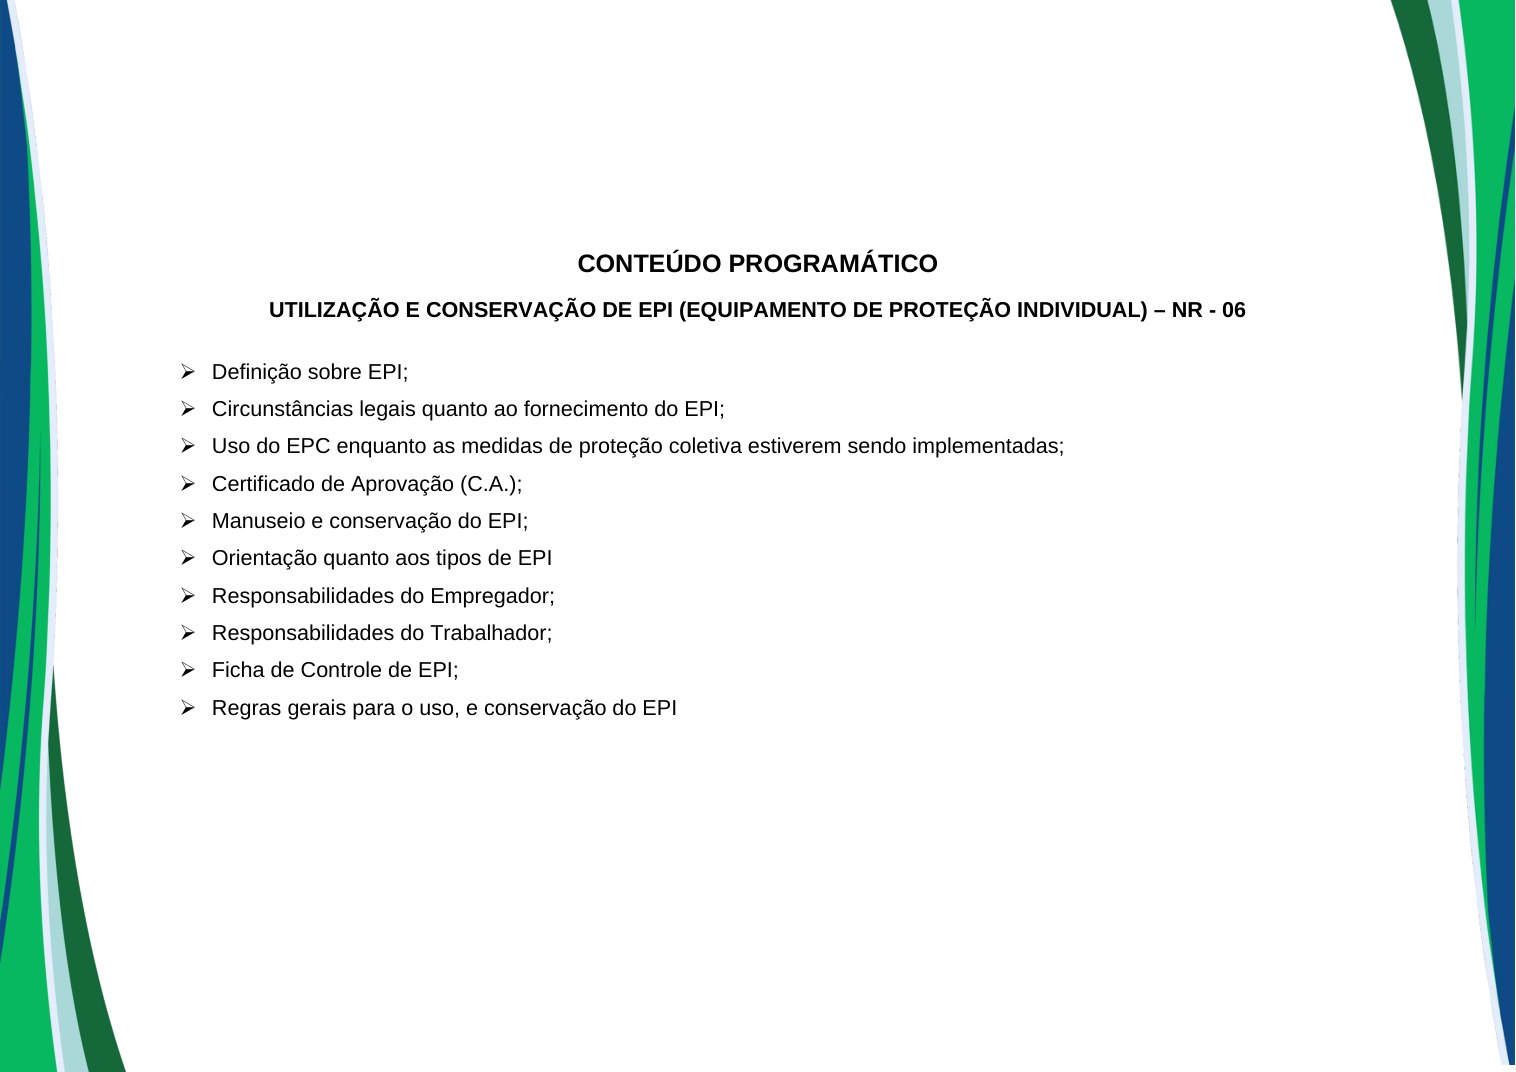 CONTEÚDO PROGRAMÁTICO
UTILIZAÇÃO E CONSERVAÇÃO DE EPI (EQUIPAMENTO DE PROTEÇÃO INDIVIDUAL) – NR - 06
➢ Definição sobre EPI;
➢ Circunstâncias legais quanto ao fornecimento do EPI;
➢ Uso do EPC enquanto as medidas de proteção coletiva estiverem sendo implementadas;
➢ Certificado de Aprovação (C.A.);
➢ Manuseio e conservação do EPI;
➢ Orientação quanto aos tipos de EPI
➢ Responsabilidades do Empregador;
➢ Responsabilidades do Trabalhador;
➢ Ficha de Controle de EPI;
➢ Regras gerais para o uso, e conservação do EPI